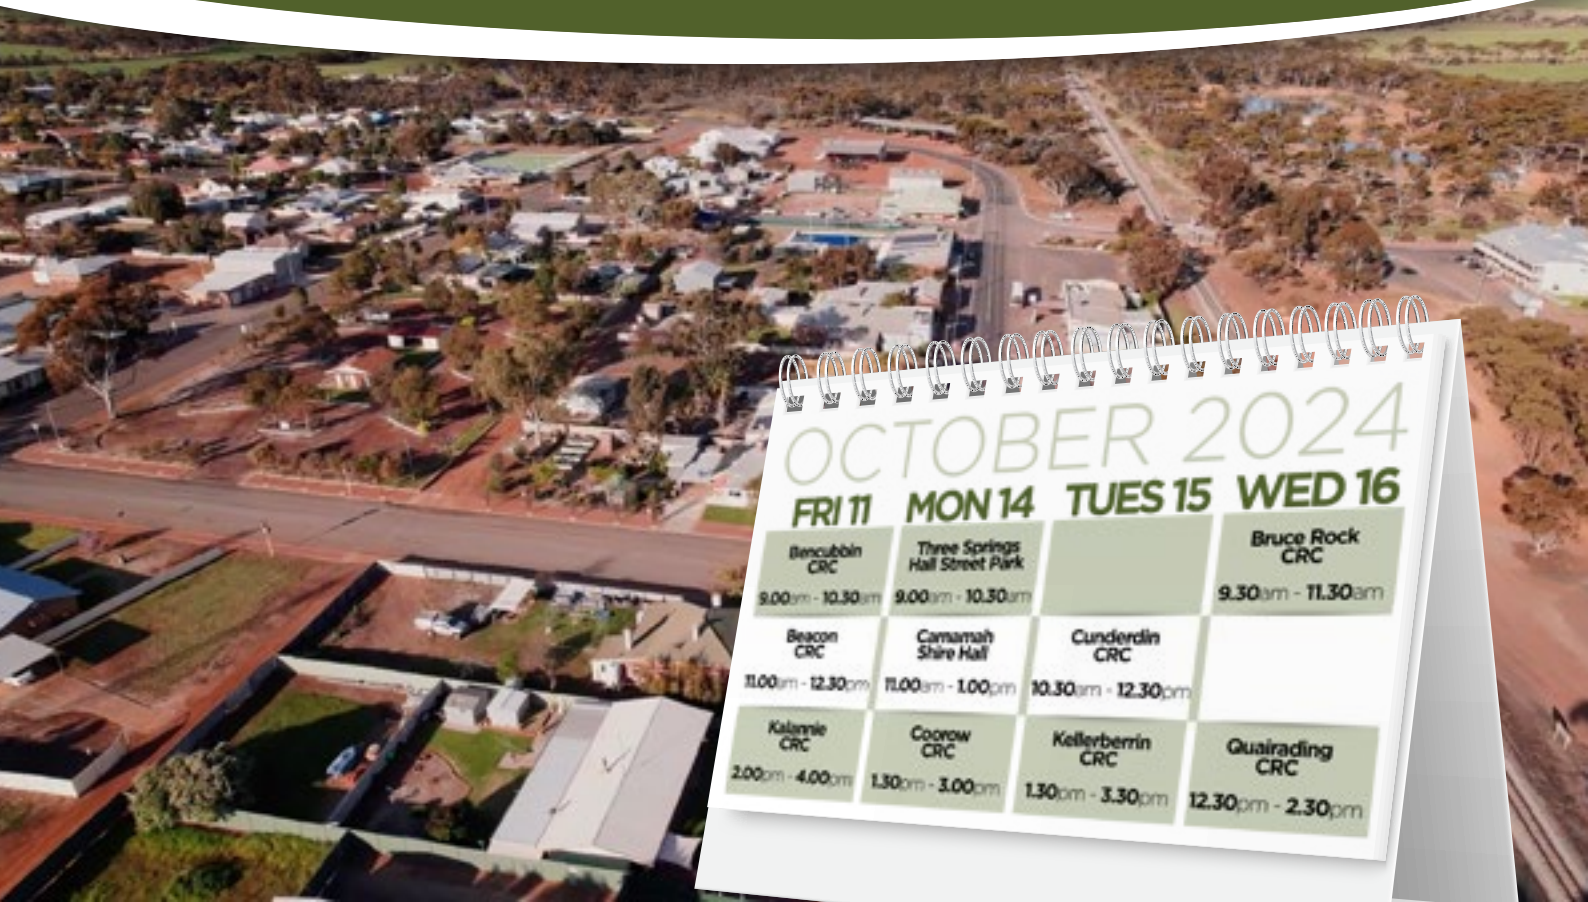 OCTOBER 2024
FRI 11 MON 14 TUES 15 WED 16
Bencubbin
CRC
9.00am - 10.30am
Three Springs
Hall Street Park
9.00am - 10.30am
Bruce Rock
CRC
9.30am - 11.30am
Beacon
CRC
11.00am - 12.30pm
Carnamah
Shire Hall
11.00am - 1.00pm
Cunderdin
CRC
10.30am - 12.30pm
Kalannie
CRC
2.00pm - 4.00pm
Coorow
CRC
1.30pm - 3.00pm
Kellerberrin
CRC
1.30pm - 3.30pm
Quairading
CRC
12.30pm - 2.30pm